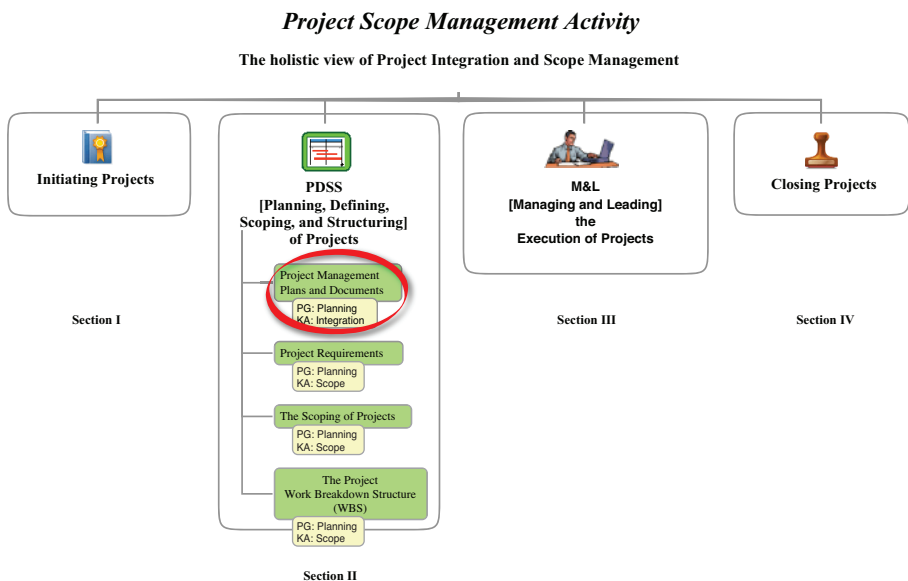 Project Scope Management Activity
The holistic view of Project Integration and Scope Management
Initiating Projects
Section I
PDSS
[Planning, Defining,
Scoping, and Structuring]
of Projects
Project Management
Plans and Documents
PG: Planning
KA: Integration
Project Requirements
PG: Planning
KA: Scope
The Scoping of Projects
PG: Planning
KA: Scope
The Project
Work Breakdown Structure
(WBS)
PG: Planning
KA: Scope
Section II
M&L
[Managing and Leading]
the
Execution of Projects
Section III
Closing Projects
Section IV